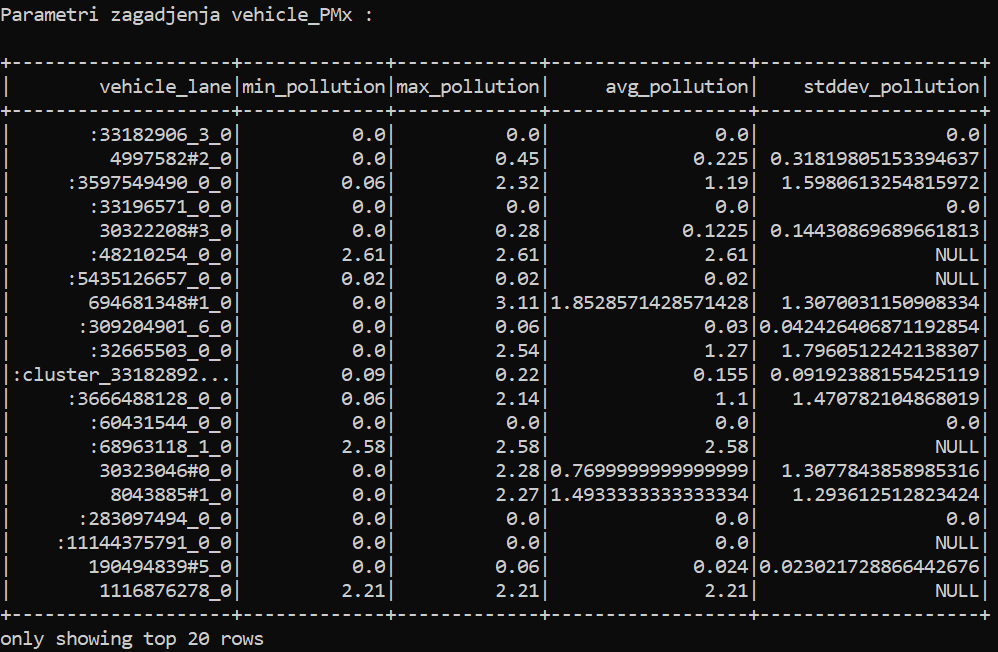 Parametri zagadjenja vehicle_PMx :

+--------------------+-------------+-------------+------------------+--------------------+
|        vehicle_lane|min_pollution|max_pollution|     avg_pollution|    stddev_pollution|
+--------------------+-------------+-------------+------------------+--------------------+
|       :33182906_3_0|          0.0|          0.0|               0.0|                 0.0|
|         4997582#2_0|          0.0|         0.45|             0.225| 0.31819805153394637|
|     :3597549490_0_0|         0.06|         2.32|              1.19|  1.5980613254815972|
|       :33196571_0_0|          0.0|          0.0|               0.0|                 0.0|
|        30322208#3_0|          0.0|         0.28|            0.1225| 0.14430869689661813|
|       :48210254_0_0|         2.61|         2.61|              2.61|                NULL|
|     :5435126657_0_0|         0.02|         0.02|              0.02|                NULL|
|       694681348#1_0|          0.0|         3.11|1.8528571428571428|  1.3070031150908334|
|      :309204901_6_0|          0.0|         0.06|              0.03|0.042426406871192854|
|       :32665503_0_0|          0.0|         2.54|              1.27|  1.7960512242138307|
|:cluster_33182892...|         0.09|         0.22|             0.155| 0.09192388155425119|
|     :3666488128_0_0|         0.06|         2.14|               1.1|   1.470782104868019|
|       :60431544_0_0|          0.0|          0.0|               0.0|                 0.0|
|       :68963118_1_0|         2.58|         2.58|              2.58|                NULL|
|        30323046#0_0|          0.0|         2.28|0.7699999999999999|  1.3077843858985316|
|         8043885#1_0|          0.0|         2.27|1.4933333333333334|   1.293612512823424|
|      :283097494_0_0|          0.0|          0.0|               0.0|                 0.0|
|    :11144375791_0_0|          0.0|          0.0|               0.0|                NULL|
|       190494839#5_0|          0.0|         0.06|             0.024|0.023021728866442676|
|        1116876278_0|         2.21|         2.21|              2.21|                NULL|
+--------------------+-------------+-------------+------------------+--------------------+
only showing top 20 rows